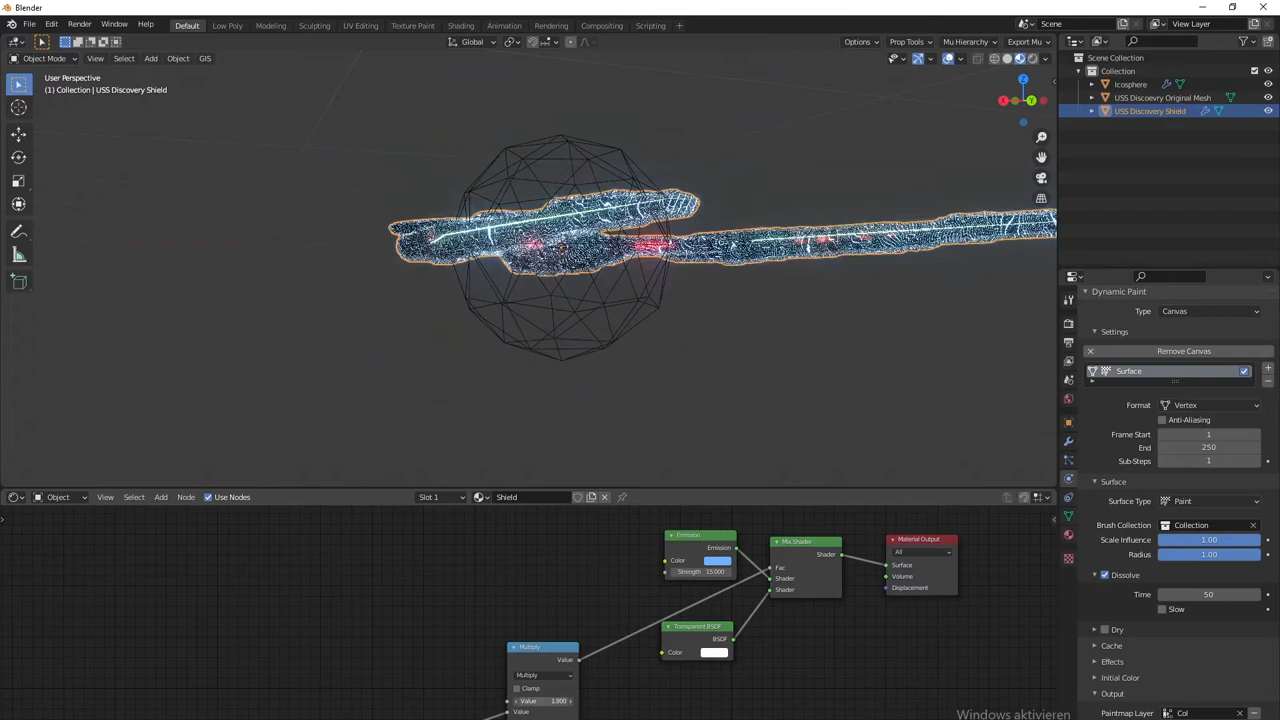 Blender
File Edit Render Window Help Default Low Poly Modeling Sculpting UV Editing Texture Paint Shading Animation Rendering Compositing Scripting + Scene View Layer
Global Options Prop Tools Mu Hierarchy Export Mu
Object Mode View Select Add Object GIS
User Perspective
(1) Collection | USS Discovery Shield
X Y Z
Scene Collection
Collection
Icosphere
USS Discoevry Original Mesh
USS Discovery Shield
Dynamic Paint
Type Canvas
Settings
Remove Canvas
Surface
Format Vertex
Anti-Aliasing
Frame Start 1
End 250
Sub-Steps 1
Surface
Surface Type Paint
Brush Collection Collection
Scale Influence 1.00
Radius 1.00
Dissolve
Time 50
Slow
Dry
Cache
Effects
Initial Color
Output
Paintmap Layer Col
Object View Select Add Node Use Nodes Slot 1 Shield
Emission
Emission
Color
Strength 15.000
Mix Shader
Shader
Fac
Shader
Shader
Material Output
All
Surface
Volume
Displacement
Transparent BSDF
BSDF
Color
Multiply
Value
Multiply
Clamp
Value 1.800
Value
Windows aktivieren